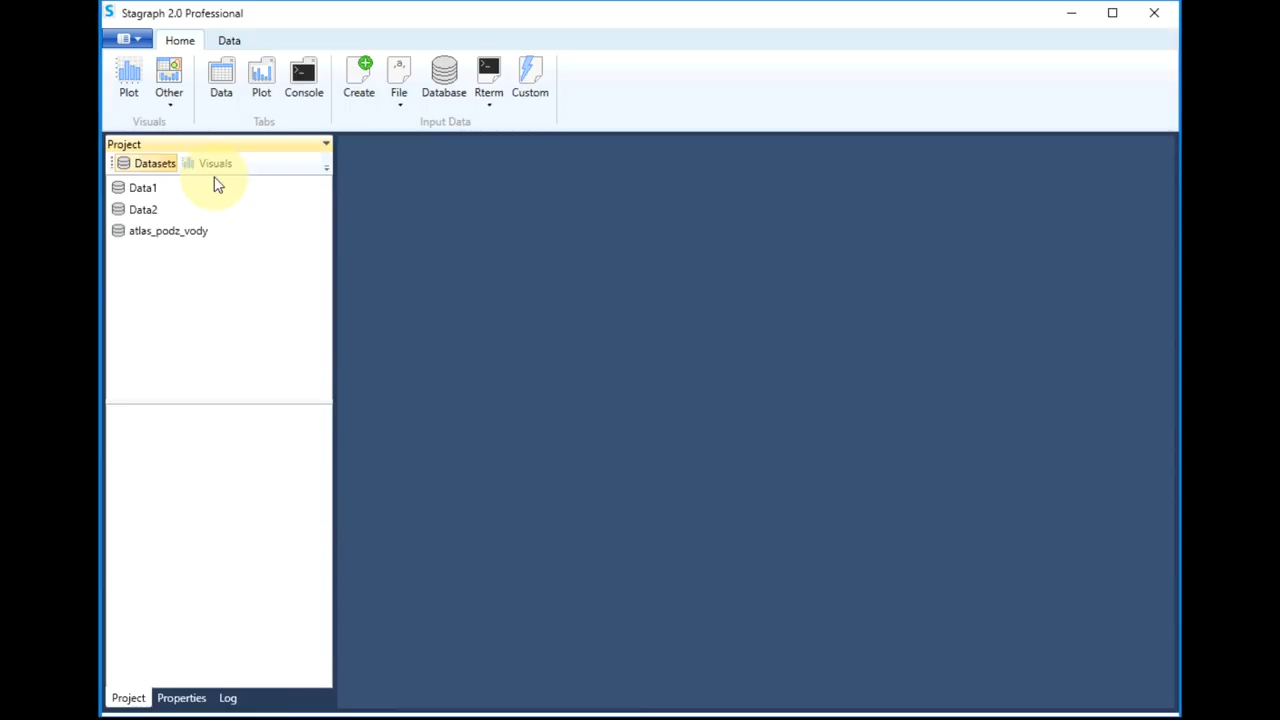 Stagraph 2.0 Professional
Home Data
Plot Other Data Plot Console Create File Database Rterm Custom
Visuals Tabs Input Data
Project
Datasets Visuals
Data1
Data2
atlas_podz_vody
Project Properties Log